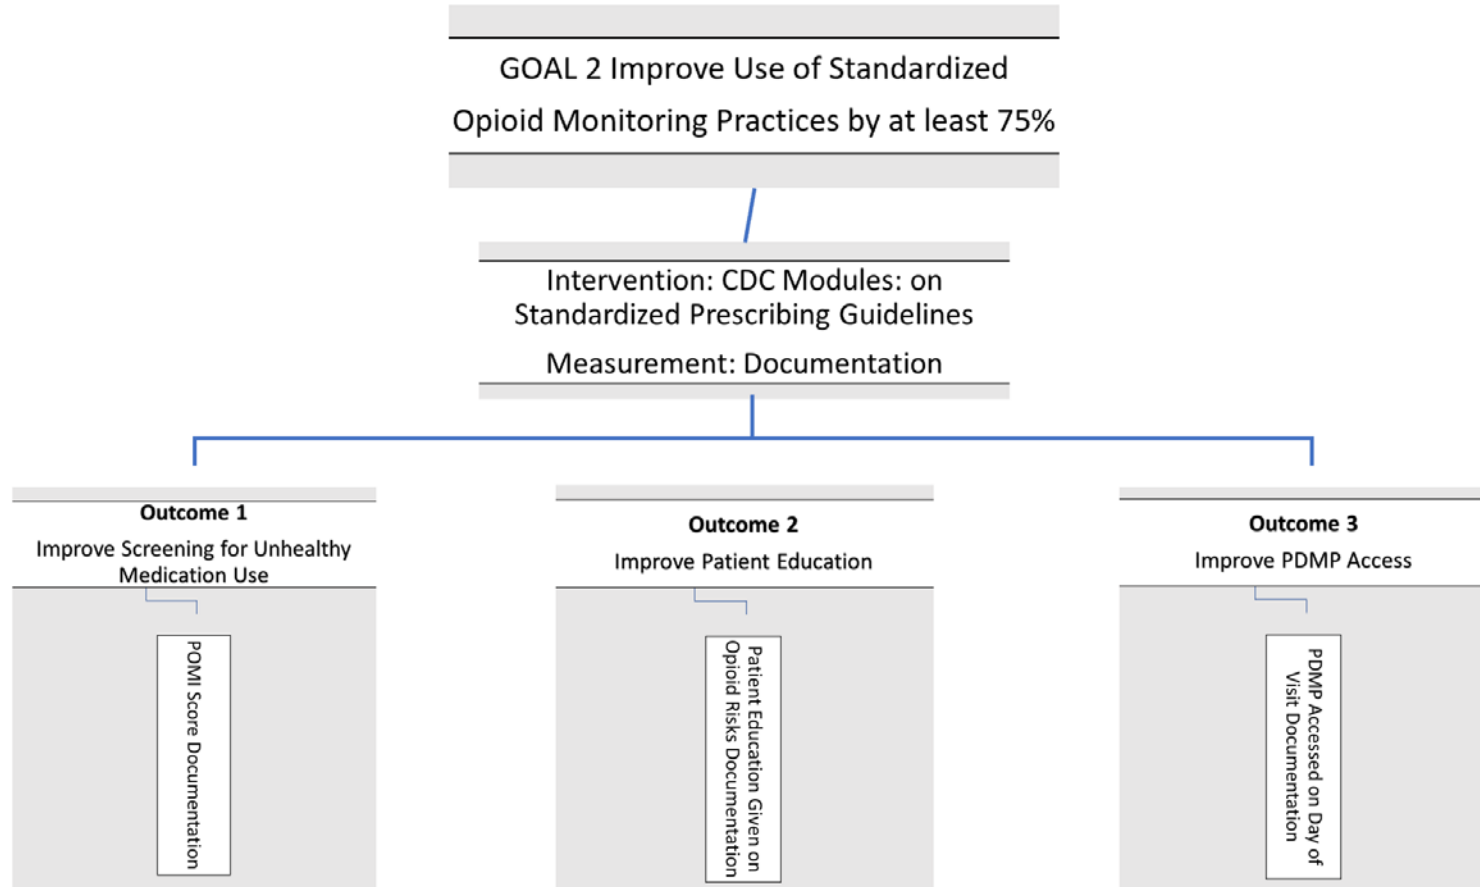 GOAL 2 Improve Use of Standardized
Opioid Monitoring Practices by at least 75%
Intervention: CDC Modules: on
Standardized Prescribing Guidelines
Measurement: Documentation
Outcome 1
Improve Screening for Unhealthy
Medication Use
POMI Score Documentation
Outcome 2
Improve Patient Education
Patient Education Given on
Opioid Risks Documentation
Outcome 3
Improve PDMP Access
PDMP Accessed on Day of
Visit Documentation